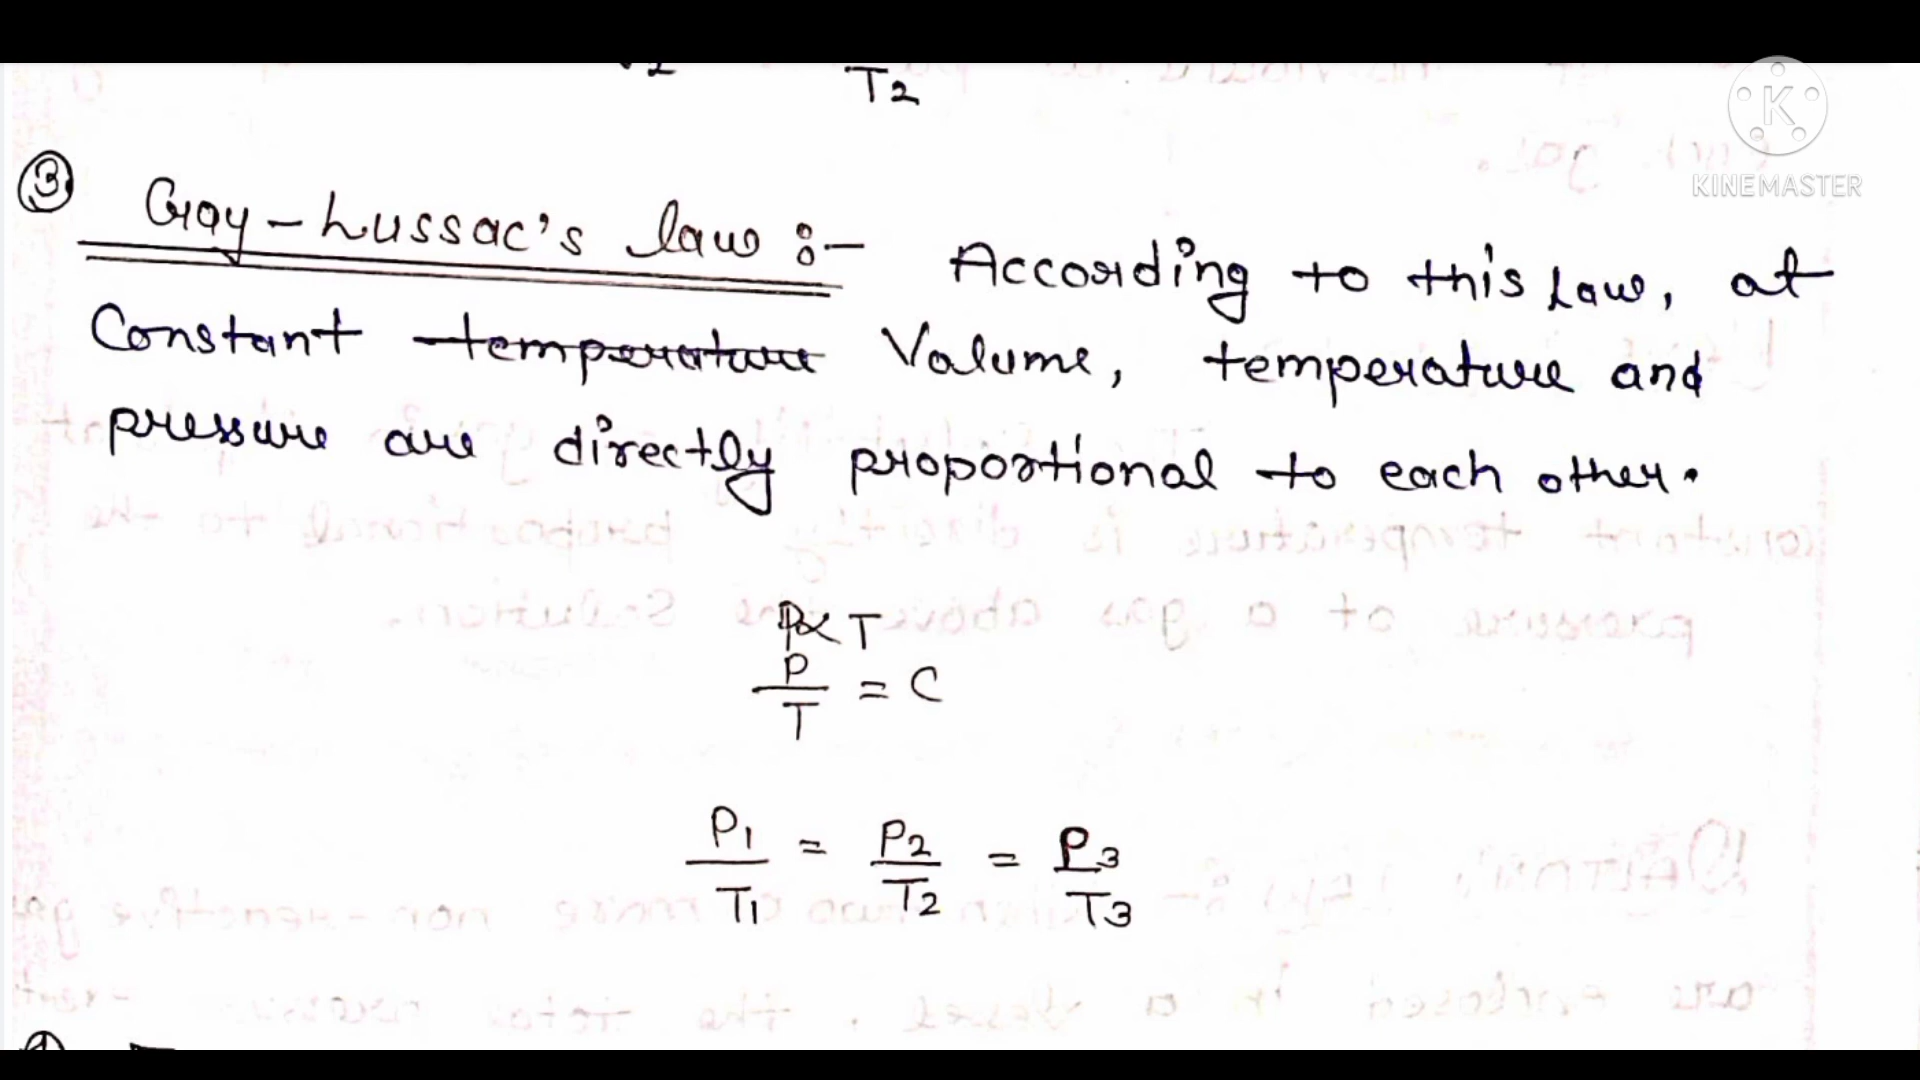 T2
③ Gay-Lussac's law :- According to this Law, at
Constant temperature Valume, temperature and
pressure are directly proportional to each other.
P∝T
P/T = C
P1/T1 = P2/T2 = P3/T3
K
KINEMASTER